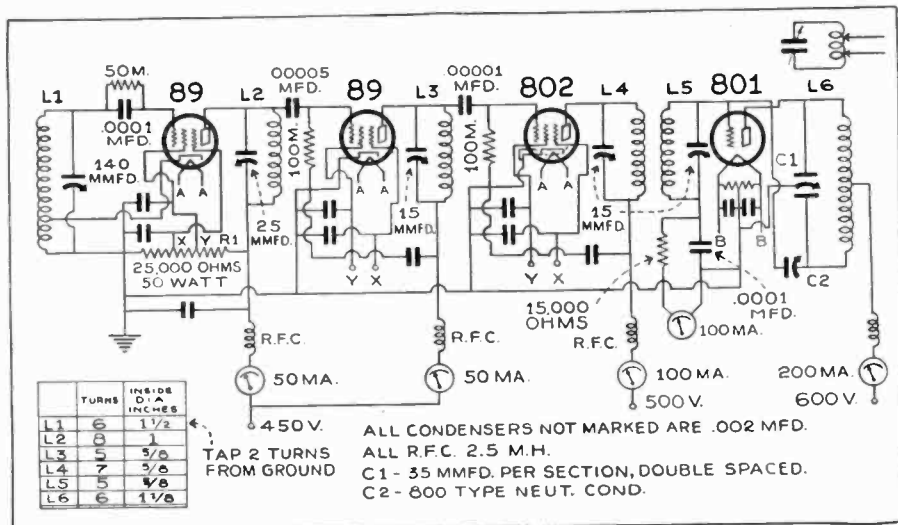 L1
50 M.
.0001
MFD.
89
L2
.00005
MFD.
89
L3
.00001
MFD.
802
L4
L5
801
L6
140
MMFD.
A A
X Y R1
25,000 OHMS
50 WATT
25
MMFD.
100M.
A A
15
MMFD.
Y X
100M.
A A
15
MMFD.
Y X
C1
B B
C2
15,000
OHMS
.0001
MFD.
100 MA.
R.F.C.
R.F.C.
R.F.C.
50 MA.
50 MA.
100 MA.
200 MA.
450 V.
500 V.
600 V.
TURNS INSIDE DIA INCHES
L1 6 1 1/2
L2 8 1
L3 5 5/8
L4 7 5/8
L5 5 5/8
L6 6 1 1/8
TAP 2 TURNS
FROM GROUND
ALL CONDENSERS NOT MARKED ARE .002 MFD.
ALL R.F.C. 2.5 M.H.
C1 - 35 MMFD. PER SECTION, DOUBLE SPACED.
C2 - 800 TYPE NEUT. COND.